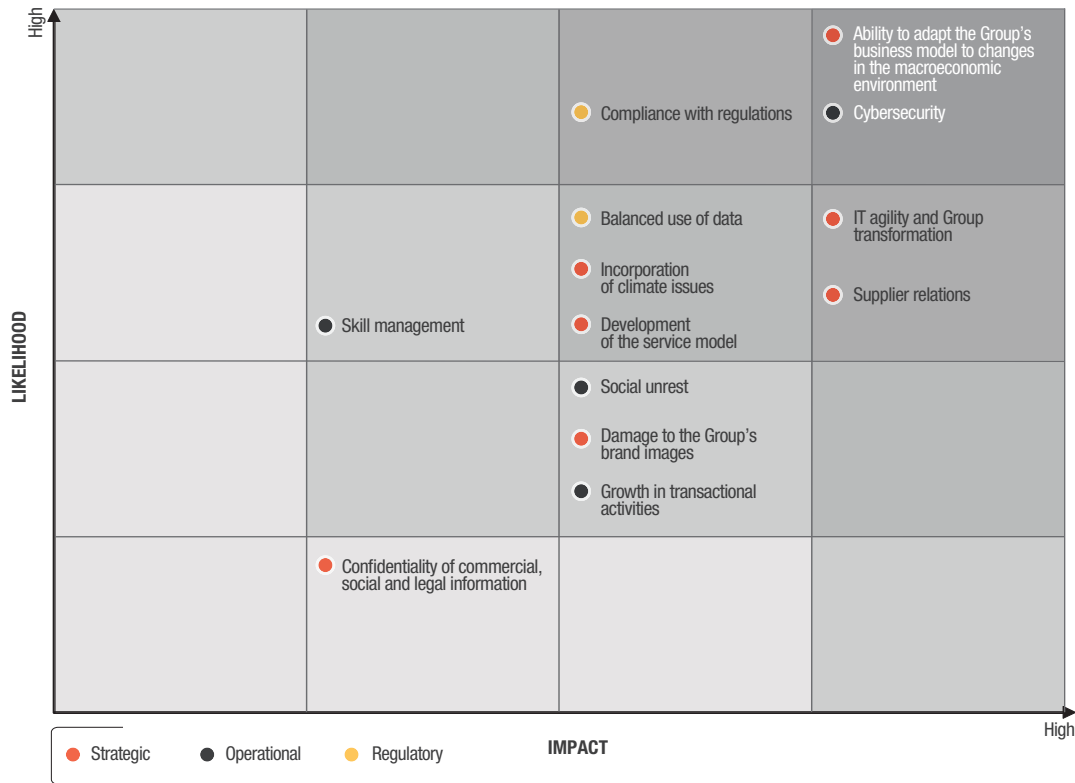 High
Ability to adapt the Group’s
business model to changes
in the macroeconomic
environment
Compliance with regulations
Cybersecurity
Balanced use of data
IT agility and Group
transformation
Incorporation
of climate issues
Supplier relations
Skill management
Development
of the service model
LIKELIHOOD
Social unrest
Damage to the Group’s
brand images
Growth in transactional
activities
Confidentiality of commercial,
social and legal information
High
IMPACT
Strategic
Operational
Regulatory